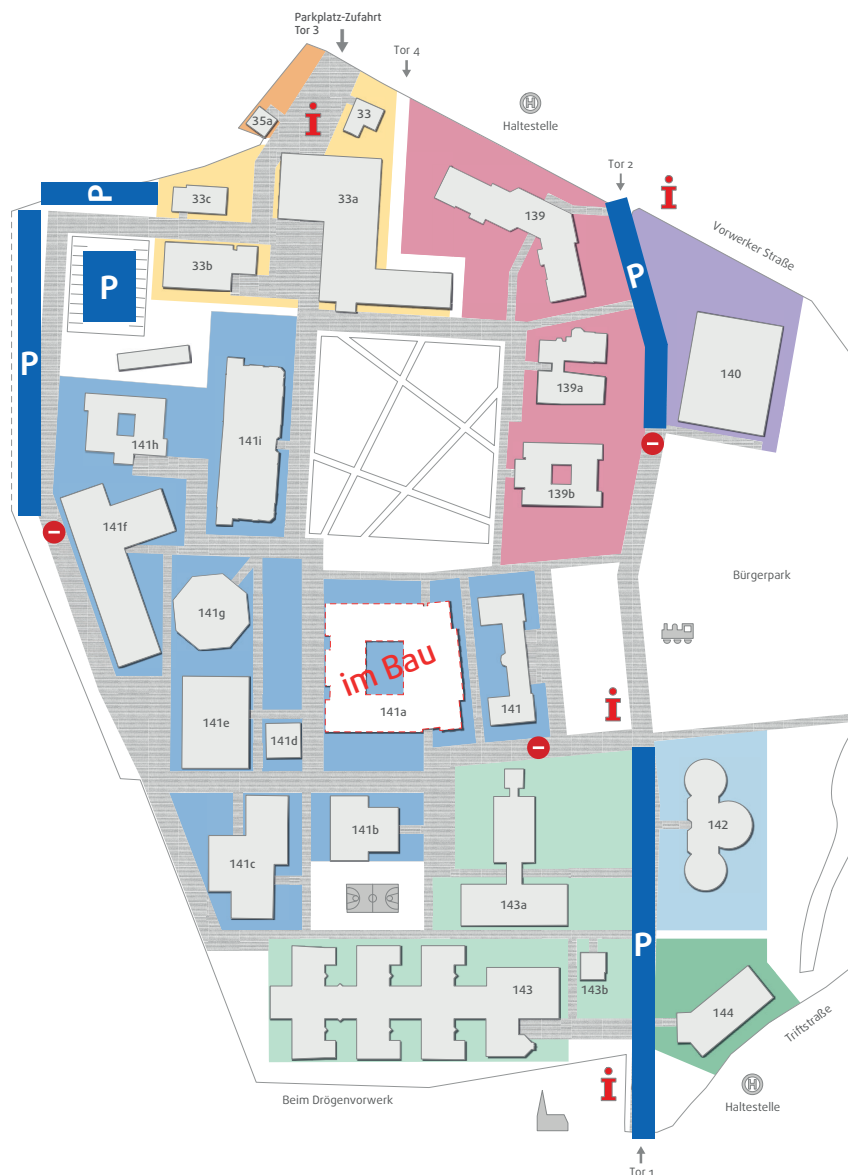 Parkplatz-Zufahrt
Tor 3
Tor 4
H
Haltestelle
33
35a
i
Tor 2
i
P
33c
33a
139
Vorwerker Straße
33b
P
P
P
140
139a
141h
141i
139b
141f
Bürgerpark
141g
im Bau
141a
141
i
141e
141d
142
141b
141c
143a
P
143
143b
144
Triftstraße
i
H
Haltestelle
Beim Drögenvorwerk
Tor 1